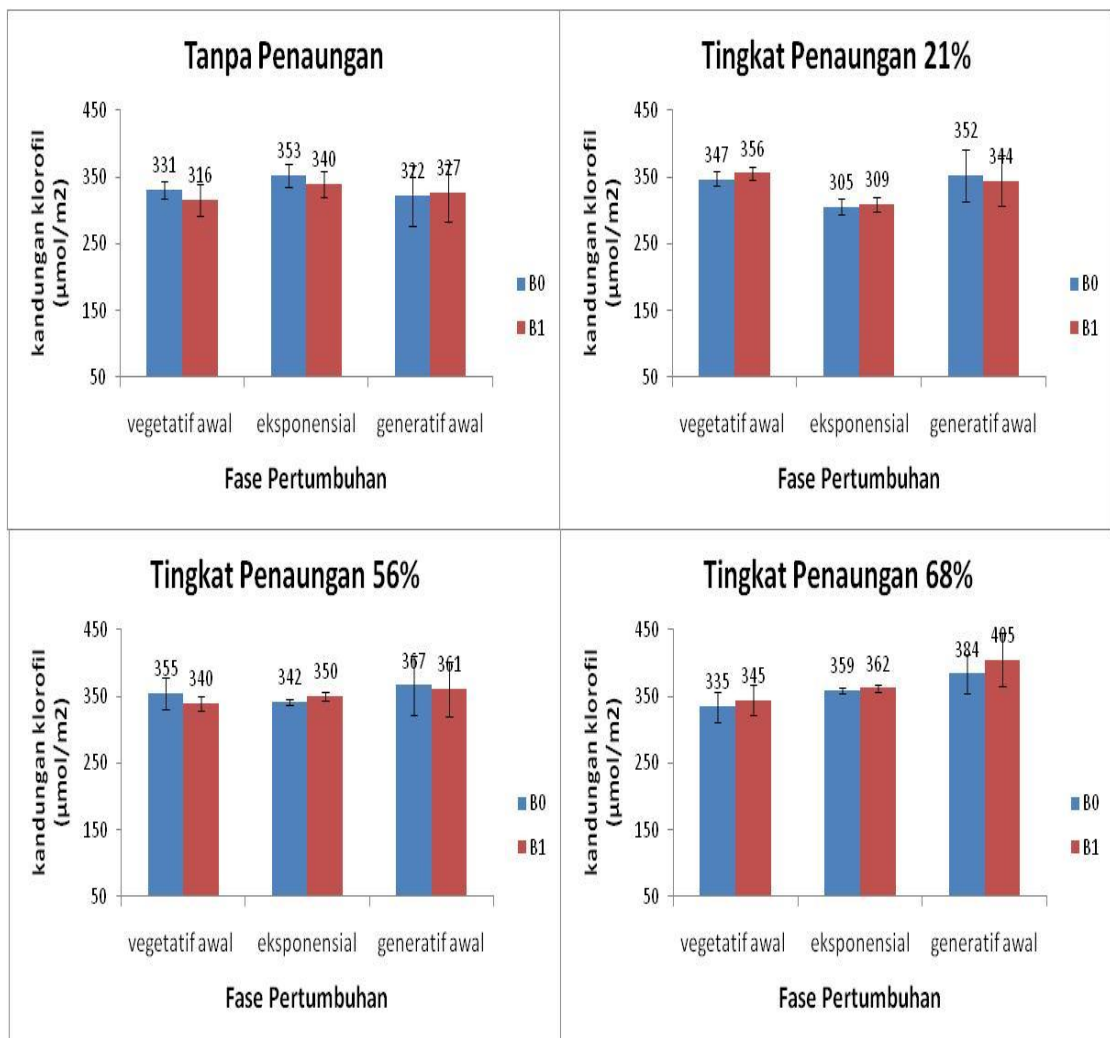 Tanpa Penaungan
kandungan klorofil
(µmol/m2)
450
350
250
150
50
331
316
353
340
322
327
B0
B1
vegetatif awal
eksponensial
generatif awal
Fase Pertumbuhan
Tingkat Penaungan 21%
kandungan klorofil
(µmol/m2)
450
350
250
150
50
347
356
305
309
352
344
B0
B1
vegetatif awal
eksponensial
generatif awal
Fase Pertumbuhan
Tingkat Penaungan 56%
kandungan klorofil
(µmol/m2)
450
350
250
150
50
355
340
342
350
367
361
B0
B1
vegetatif awal
eksponensial
generatif awal
Fase Pertumbuhan
Tingkat Penaungan 68%
kandungan klorofil
(µmol/m2)
450
350
250
150
50
335
345
359
362
384
405
B0
B1
vegetatif awal
eksponensial
generatif awal
Fase Pertumbuhan